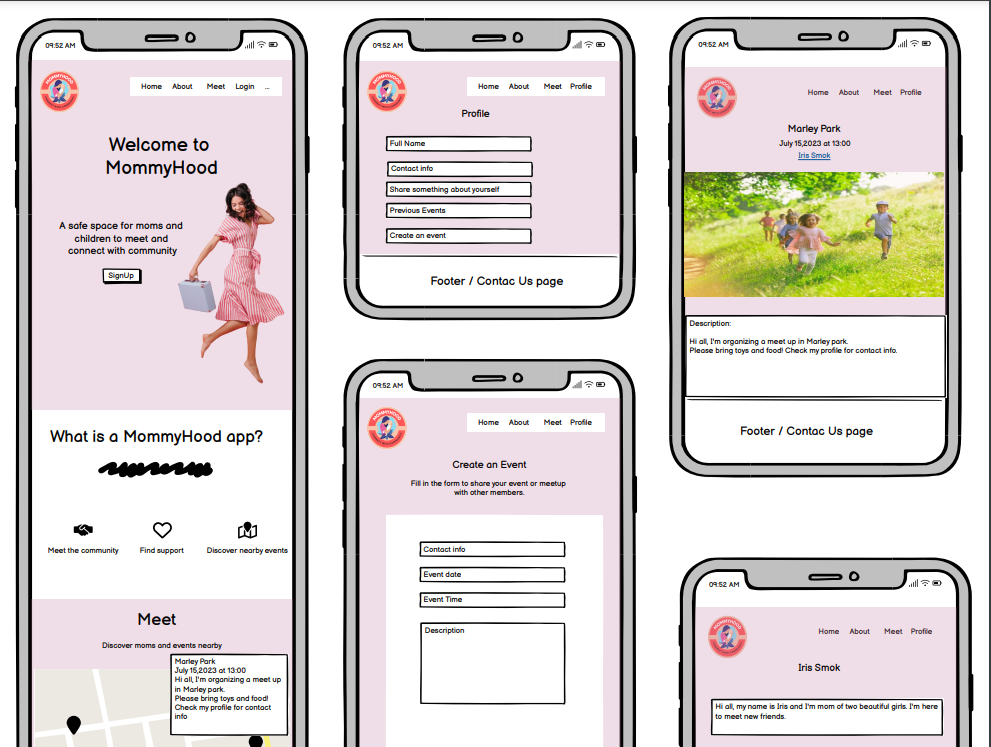 09:52 AM
MOMMYHOOD
Home About Meet Login ...
Welcome to
MommyHood
A safe space for moms and
children to meet and
connect with community
SignUp
What is a MommyHood app?
Meet the community
Find support
Discover nearby events
Meet
Discover moms and events nearby
Marley Park
July 15,2023 at 13:00
Hi all, I'm organizing a meet up
in Marley park.
Please bring toys and food!
Check my profile for contact
info
09:52 AM
MOMMYHOOD
Home About Meet Profile
Profile
Full Name
Contact info
Share something about yourself
Previous Events
Create an event
Footer / Contac Us page
09:52 AM
MOMMYHOOD
Home About Meet Profile
Create an Event
Fill in the form to share your event or meetup
with other members.
Contact info
Event date
Event Time
Description
09:52 AM
MOMMYHOOD
Home About Meet Profile
Marley Park
July 15,2023 at 13:00
Iris Smok
Description:
Hi all, I'm organizing a meet up in Marley park.
Please bring toys and food! Check my profile for contact info.
Footer / Contac Us page
09:52 AM
MOMMYHOOD
Home About Meet Profile
Iris Smok
Hi all, my name is Iris and I'm mom of two beautiful girls. I'm here
to meet new friends.